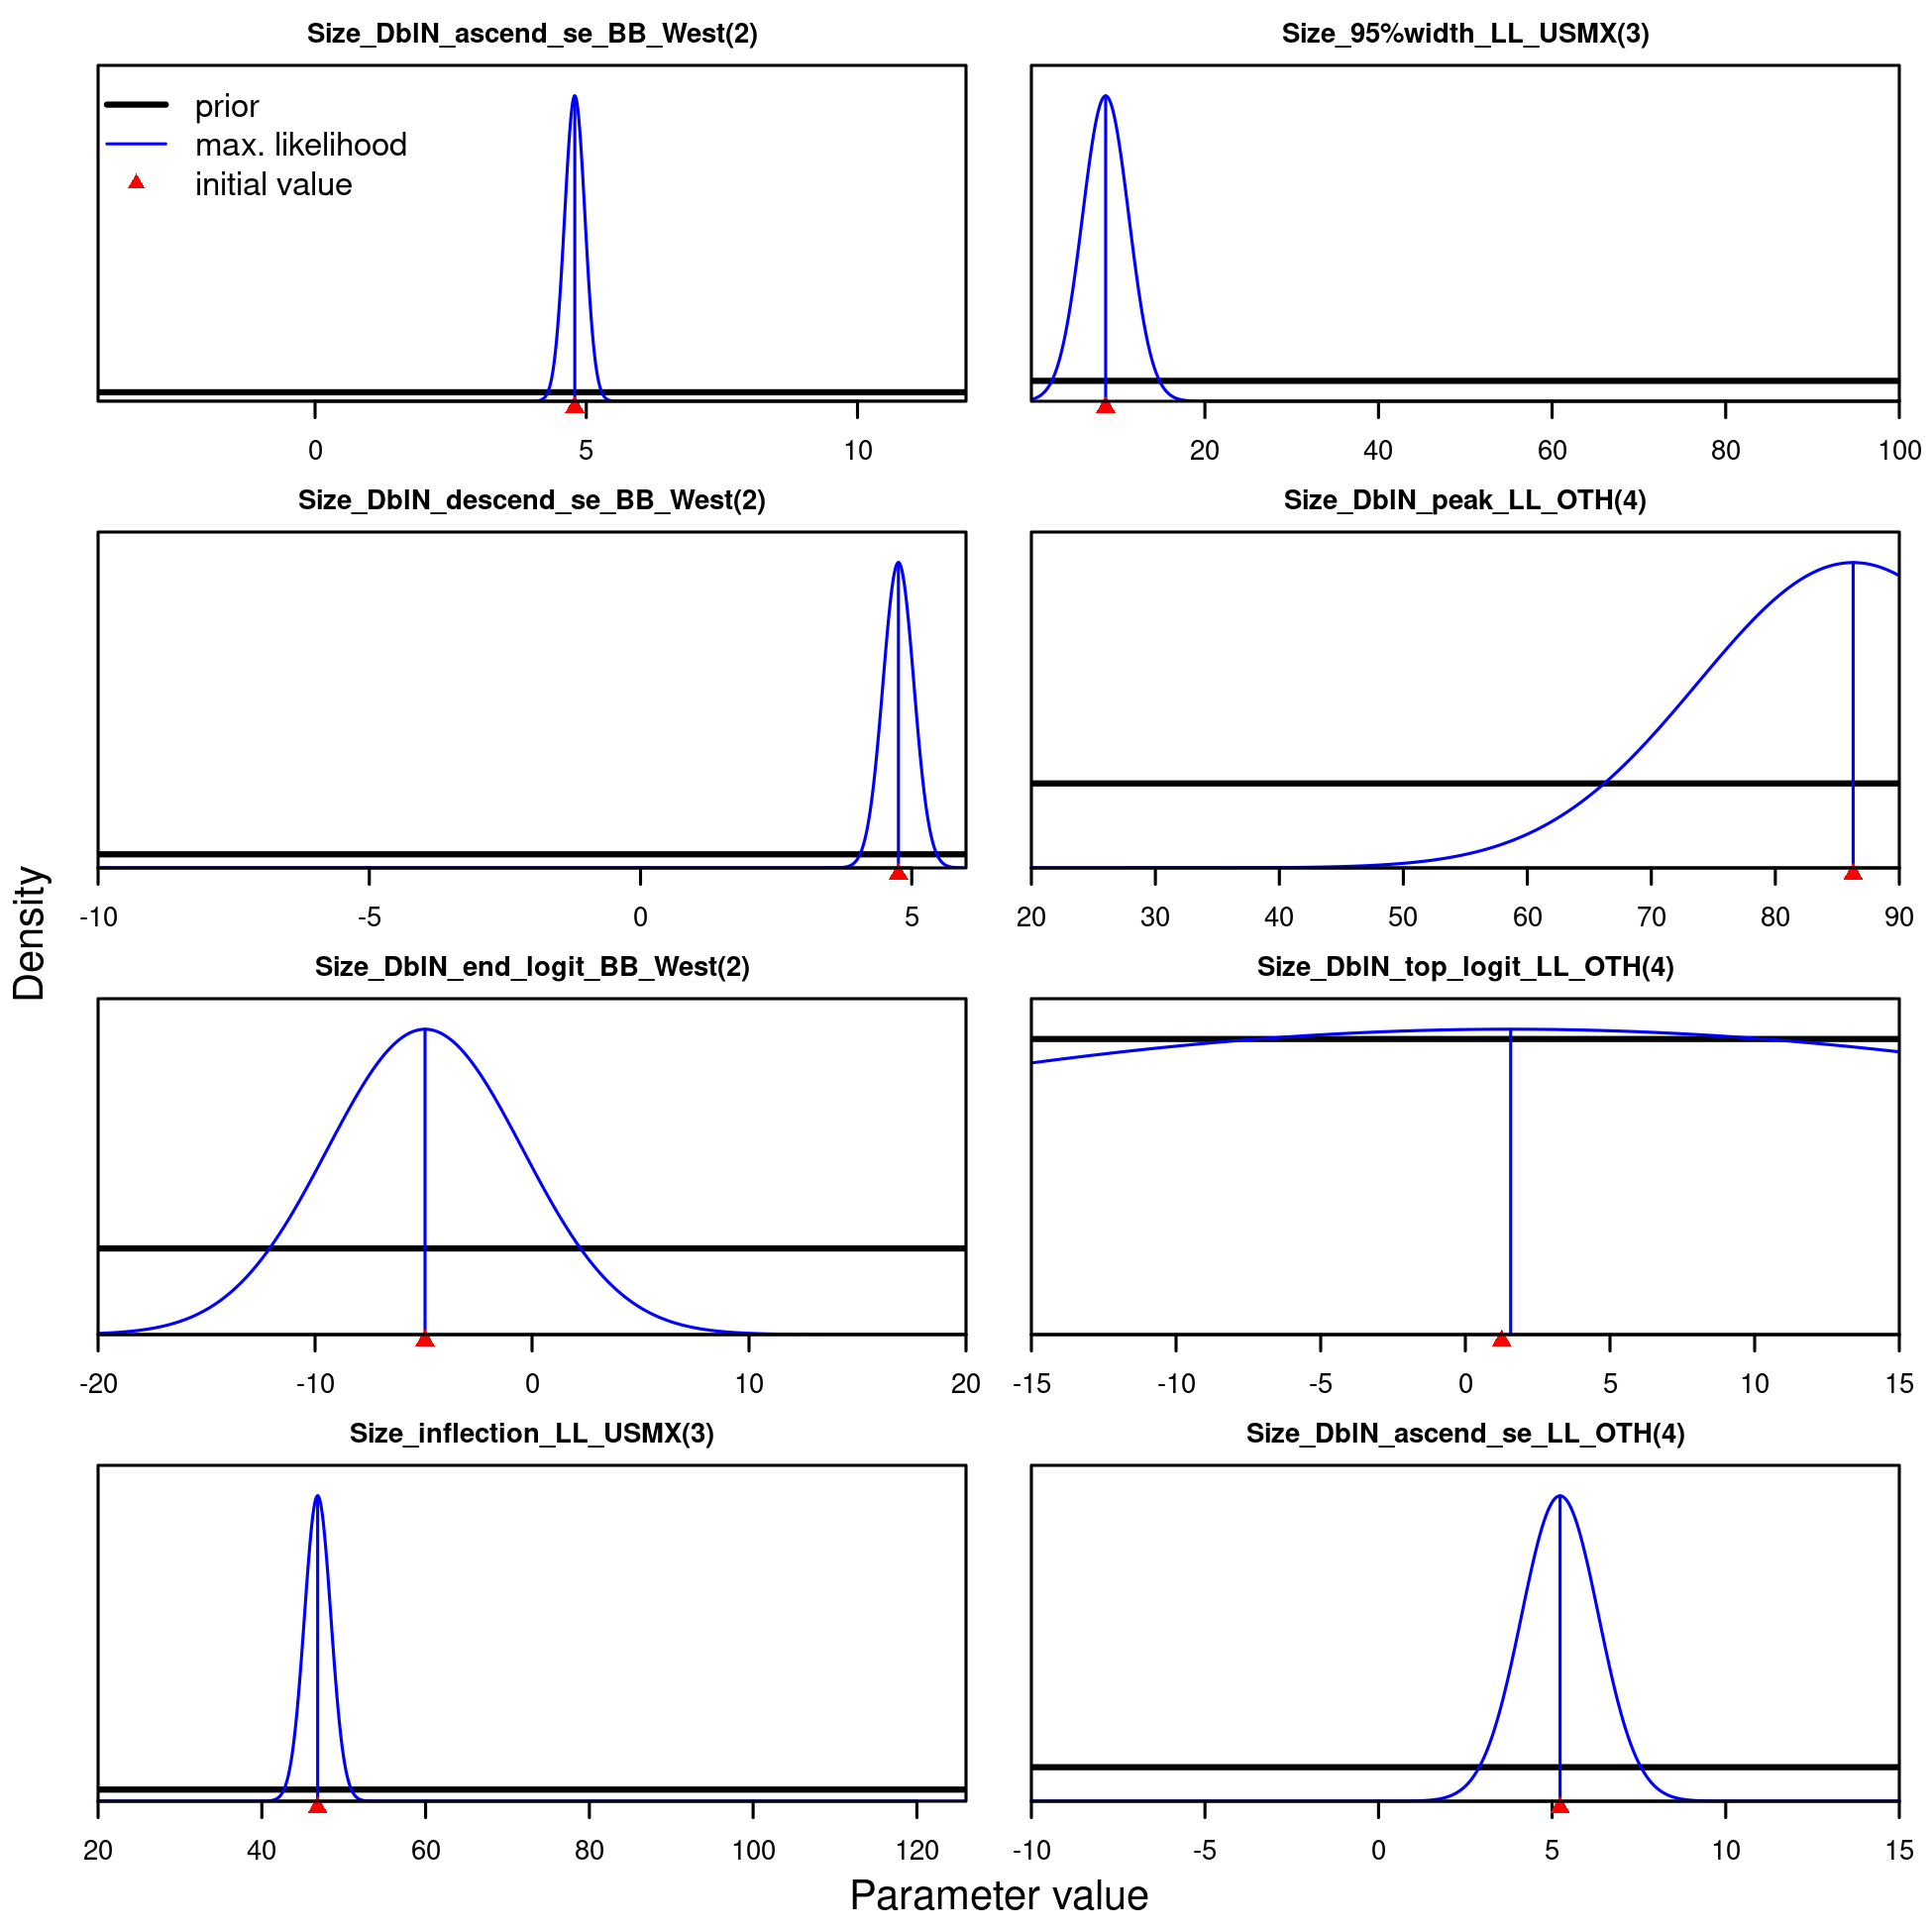 Size_DblN_ascend_se_BB_West(2)
prior
max. likelihood
initial value
0 5 10
Size_95%width_LL_USMX(3)
20 40 60 80 100
Size_DblN_descend_se_BB_West(2)
-10 -5 0 5
Size_DblN_peak_LL_OTH(4)
20 30 40 50 60 70 80 90
Size_DblN_end_logit_BB_West(2)
-20 -10 0 10 20
Size_DblN_top_logit_LL_OTH(4)
-15 -10 -5 0 5 10 15
Size_inflection_LL_USMX(3)
20 40 60 80 100 120
Size_DblN_ascend_se_LL_OTH(4)
-10 -5 0 5 10 15
Density
Parameter value